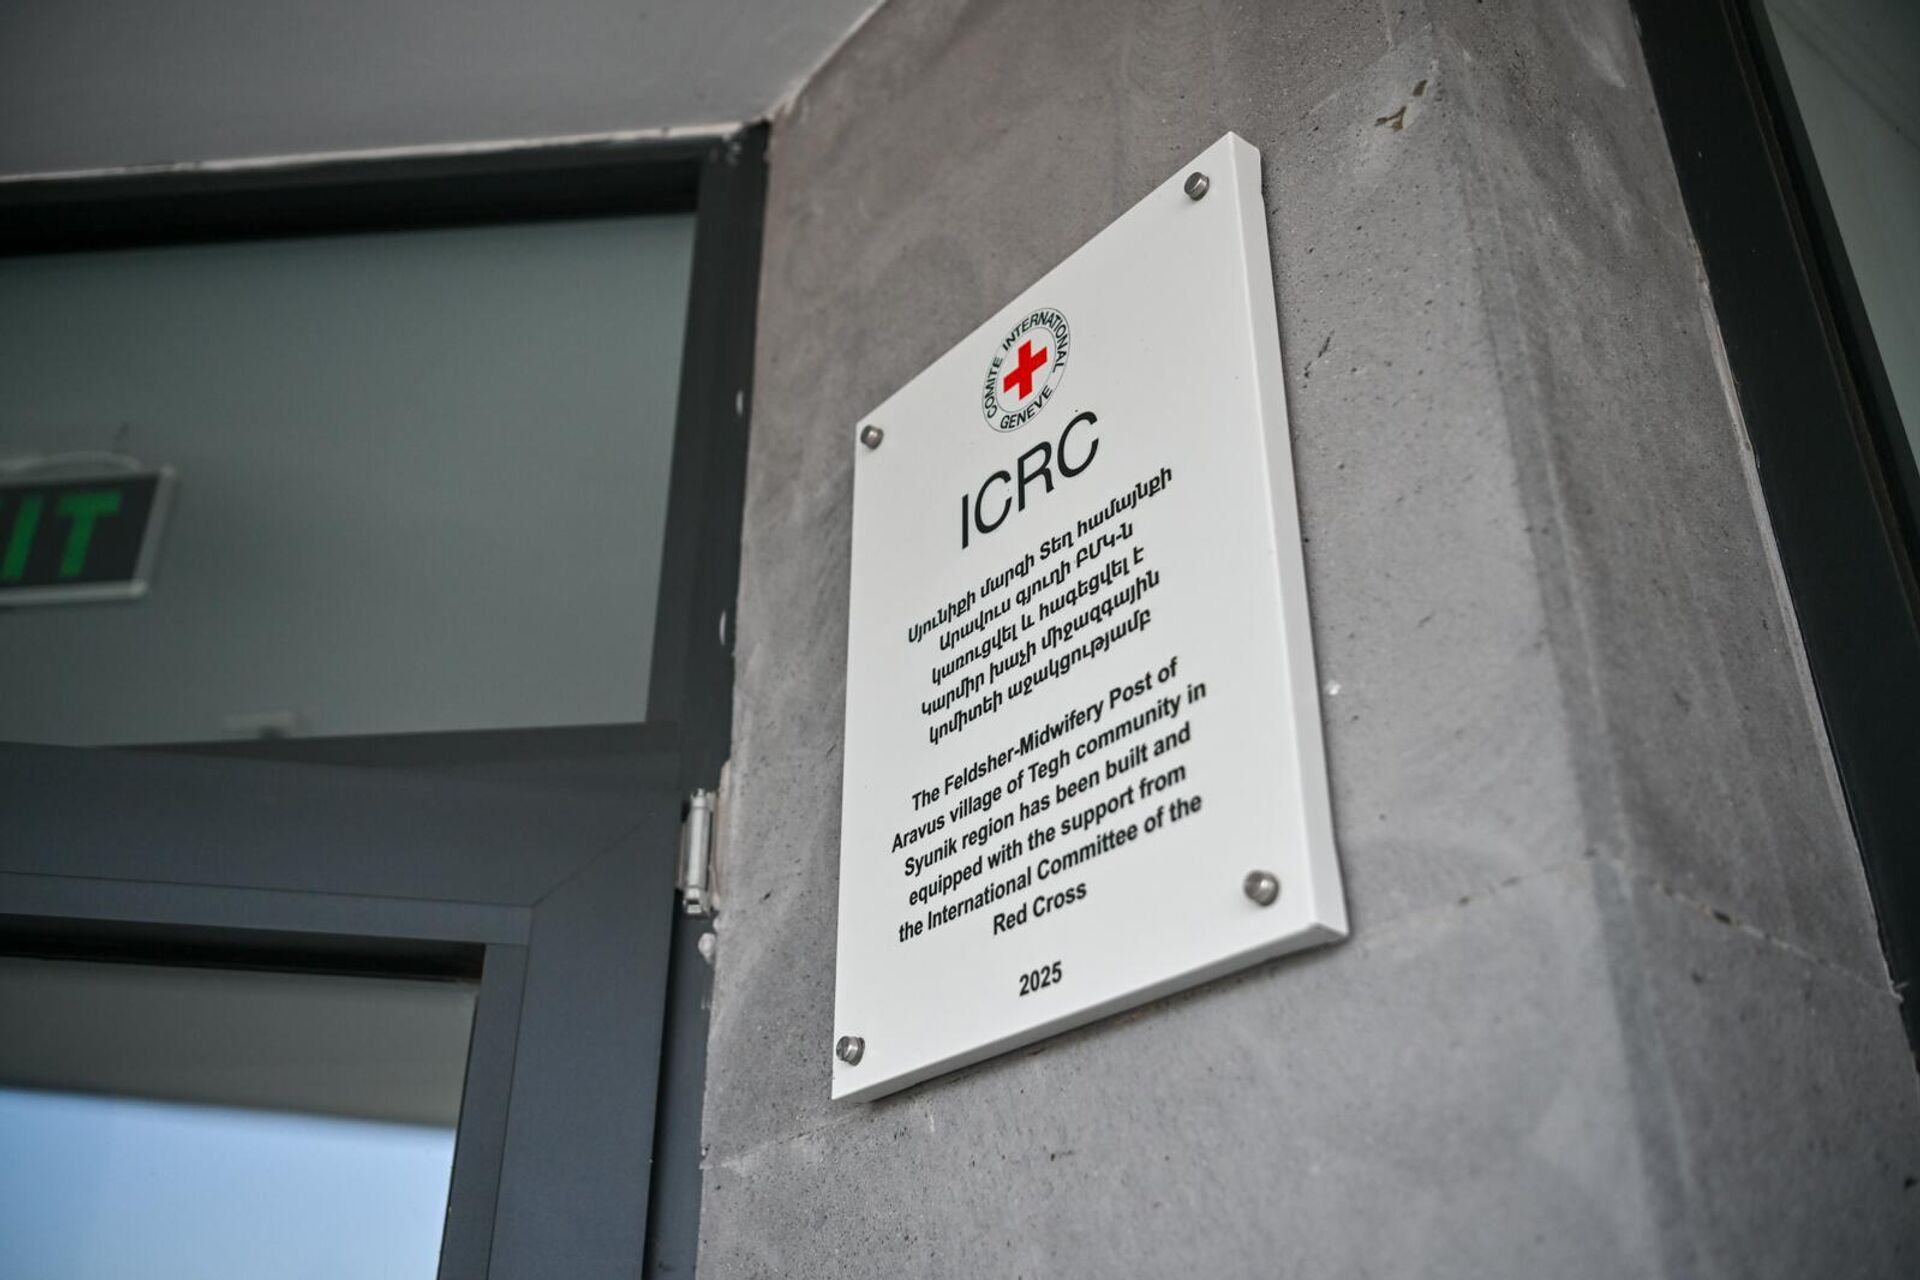 COMITE INTERNATIONAL
GENEVE
ICRC
Սյունիքի մարզի Տեղ համայնքի
Արավուս գյուղի ԲՄԿ-ն
կառուցվել և հագեցվել է
Կարմիր խաչի միջազգային
կոմիտեի աջակցությամբ
The Feldsher-Midwifery Post of
Aravus village of Tegh community in
Syunik region has been built and
equipped with the support from
the International Committee of the
Red Cross
2025